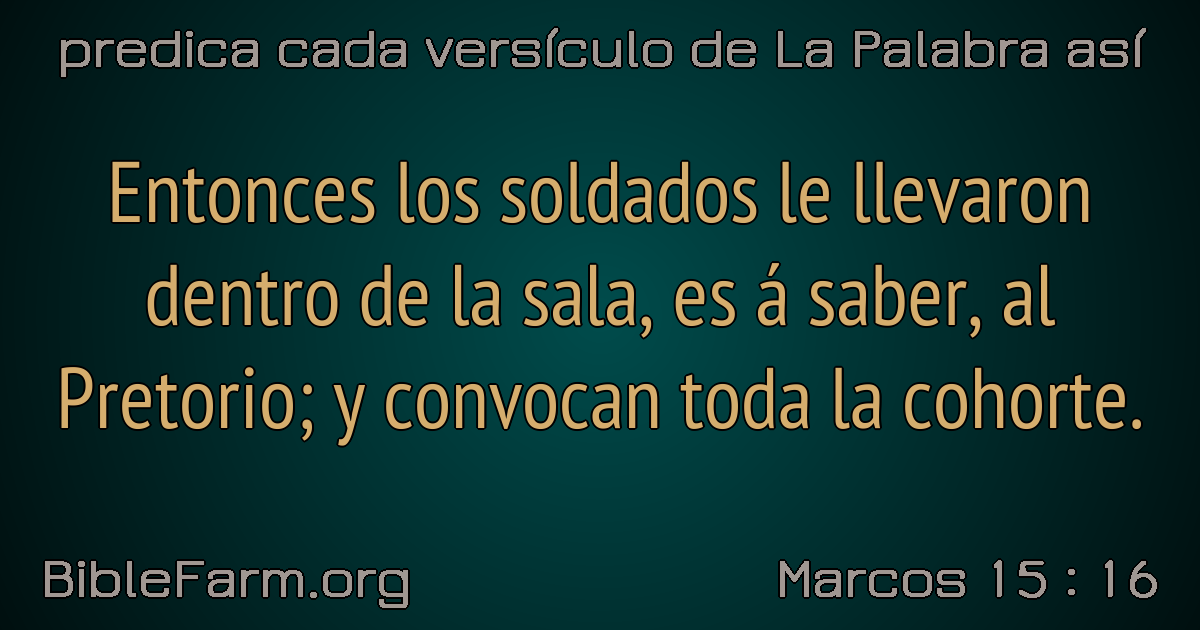 predica cada versículo de La Palabra así
Entonces los soldados le llevaron
dentro de la sala, es á saber, al
Pretorio; y convocan toda la cohorte.
BibleFarm.org
Marcos 15 : 16